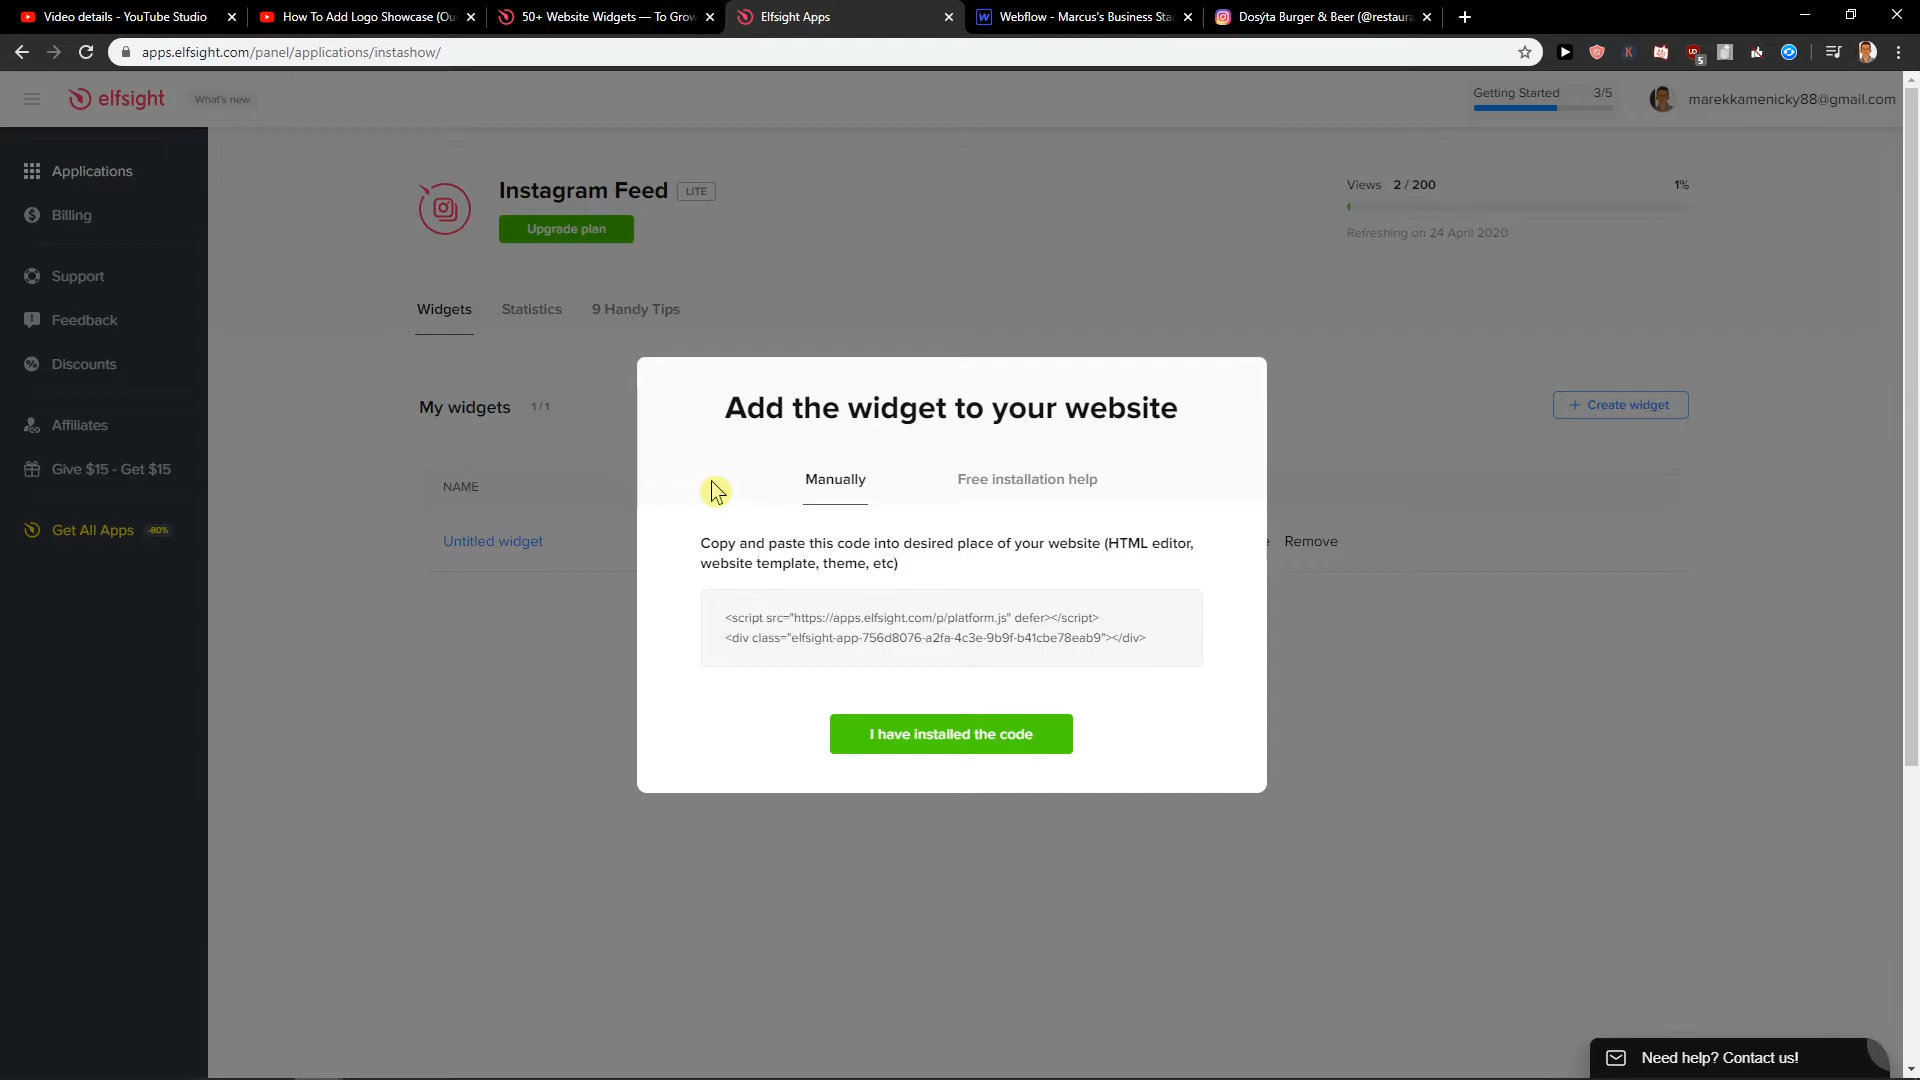 Video details - YouTube Studio
How To Add Logo Showcase (Ou
50+ Website Widgets — To Grow
Elfsight Apps
Webflow - Marcus's Business Sta
Dosýta Burger & Beer (@restaura
apps.elfsight.com/panel/applications/instashow/
5
elfsight
What's new
Getting Started 3/5
marekkamenicky88@gmail.com
Applications
Billing
Support
Feedback
Discounts
Affiliates
Give $15 - Get $15
Get All Apps -80%
Instagram Feed LITE
Upgrade plan
Views 2 / 200 1%
Refreshing on 24 April 2020
Widgets Statistics 9 Handy Tips
My widgets 1 / 1
+ Create widget
NAME
Untitled widget
Remove
Add the widget to your website
Manually Free installation help
Copy and paste this code into desired place of your website (HTML editor,
website template, theme, etc)
<script src="https://apps.elfsight.com/p/platform.js" defer></script>
<div class="elfsight-app-756d8076-a2fa-4c3e-9b9f-b41cbe78eab9"></div>
I have installed the code
Need help? Contact us!